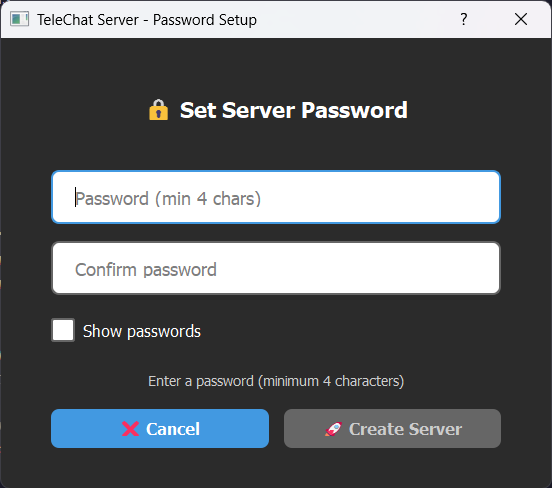 TeleChat Server - Password Setup ?
🔒 Set Server Password
Password (min 4 chars)
Confirm password
Show passwords
Enter a password (minimum 4 characters)
❌ Cancel
🚀 Create Server